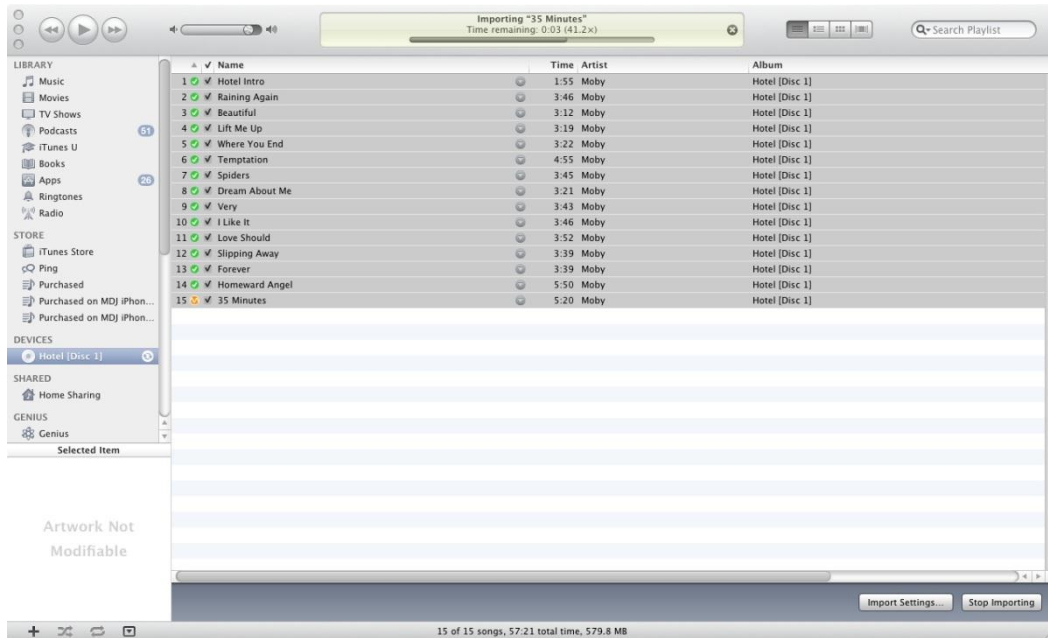 Importing “35 Minutes”
Time remaining: 0:03 (41.2×)
Search Playlist
LIBRARY
Music
Movies
TV Shows
Podcasts 51
iTunes U
Books
Apps 26
Ringtones
Radio
STORE
iTunes Store
Ping
Purchased
Purchased on MDJ iPhon...
Purchased on MDJ iPhon...
DEVICES
Hotel [Disc 1]
SHARED
Home Sharing
GENIUS
Genius
Selected Item
Artwork Not
Modifiable
Name Time Artist Album
1 Hotel Intro 1:55 Moby Hotel [Disc 1]
2 Raining Again 3:46 Moby Hotel [Disc 1]
3 Beautiful 3:12 Moby Hotel [Disc 1]
4 Lift Me Up 3:19 Moby Hotel [Disc 1]
5 Where You End 3:22 Moby Hotel [Disc 1]
6 Temptation 4:55 Moby Hotel [Disc 1]
7 Spiders 3:45 Moby Hotel [Disc 1]
8 Dream About Me 3:21 Moby Hotel [Disc 1]
9 Very 3:43 Moby Hotel [Disc 1]
10 I Like It 3:46 Moby Hotel [Disc 1]
11 Love Should 3:52 Moby Hotel [Disc 1]
12 Slipping Away 3:39 Moby Hotel [Disc 1]
13 Forever 3:39 Moby Hotel [Disc 1]
14 Homeward Angel 5:50 Moby Hotel [Disc 1]
15 35 Minutes 5:20 Moby Hotel [Disc 1]
Import Settings... Stop Importing
15 of 15 songs, 57:21 total time, 579.8 MB